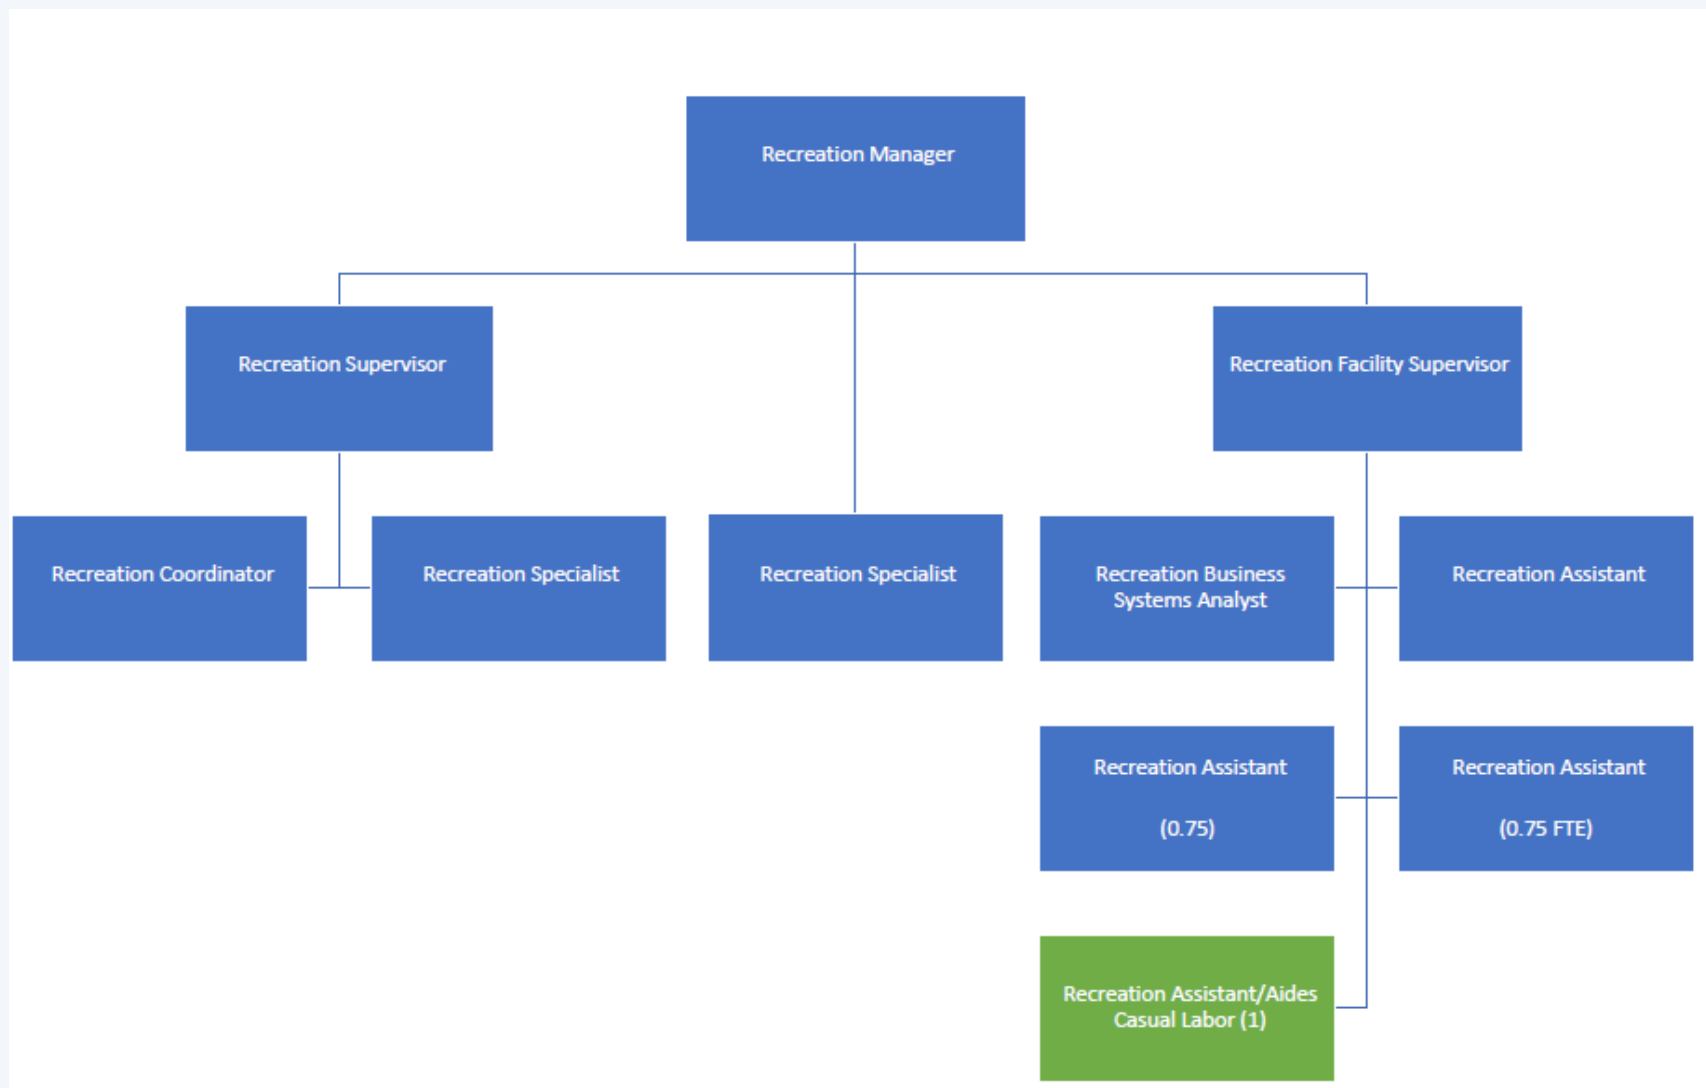 Recreation Manager
Recreation Supervisor
Recreation Facility Supervisor
Recreation Coordinator
Recreation Specialist
Recreation Specialist
Recreation Business
Systems Analyst
Recreation Assistant
Recreation Assistant
(0.75)
Recreation Assistant
(0.75 FTE)
Recreation Assistant/Aides
Casual Labor (1)